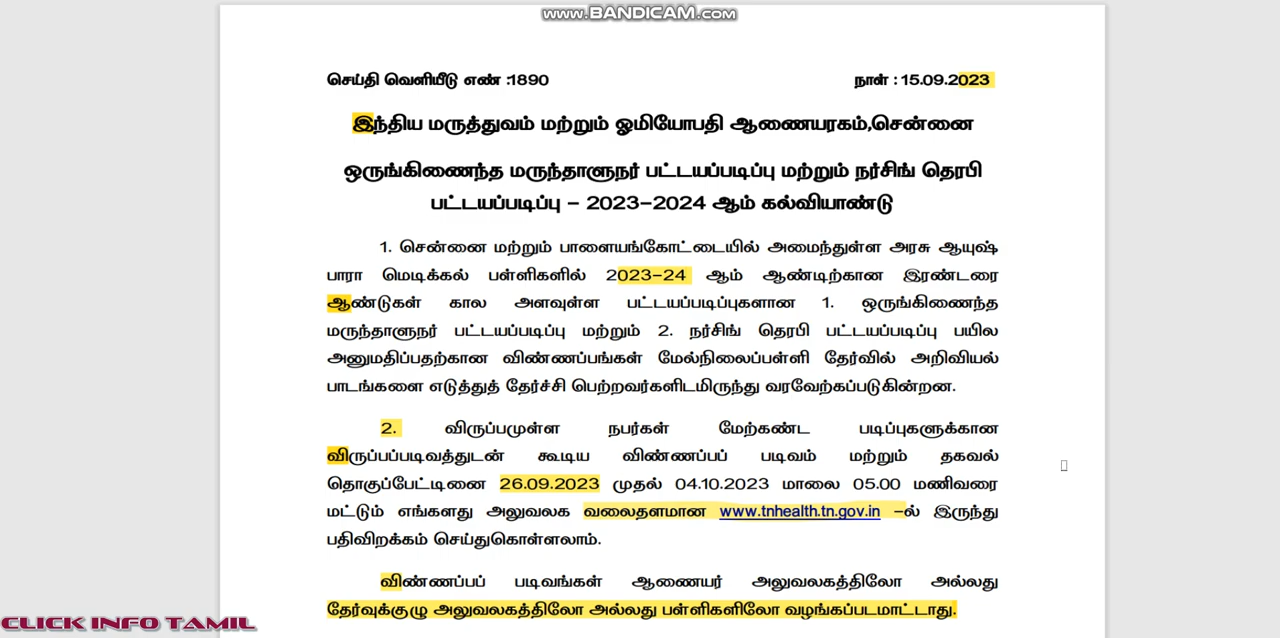 www.BANDICAM.com
செய்தி வெளியீடு எண் :1890 நாள் : 15.09.2023
இந்திய மருத்துவம் மற்றும் ஓமியோபதி ஆணையரகம்,சென்னை
ஒருங்கிணைந்த மருந்தாளுநர் பட்டயப்படிப்பு மற்றும் நர்சிங் தெரபி
பட்டயப்படிப்பு – 2023–2024 ஆம் கல்வியாண்டு
1. சென்னை மற்றும் பாளையங்கோட்டையில் அமைந்துள்ள அரசு ஆயுஷ்
பாரா மெடிக்கல் பள்ளிகளில் 2023–24 ஆம் ஆண்டிற்கான இரண்டரை
ஆண்டுகள் கால அளவுள்ள பட்டயப்படிப்புகளான 1. ஒருங்கிணைந்த
மருந்தாளுநர் பட்டயப்படிப்பு மற்றும் 2. நர்சிங் தெரபி பட்டயப்படிப்பு பயில
அனுமதிப்பதற்கான விண்ணப்பங்கள் மேல்நிலைப்பள்ளி தேர்வில் அறிவியல்
பாடங்களை எடுத்துத் தேர்ச்சி பெற்றவர்களிடமிருந்து வரவேற்கப்படுகின்றன.
2. விருப்பமுள்ள நபர்கள் மேற்கண்ட படிப்புகளுக்கான
விருப்பப்படிவத்துடன் கூடிய விண்ணப்பப் படிவம் மற்றும் தகவல்
தொகுப்பேட்டினை 26.09.2023 முதல் 04.10.2023 மாலை 05.00 மணிவரை
மட்டும் எங்களது அலுவலக வலைதளமான www.tnhealth.tn.gov.in –ல் இருந்து
பதிவிறக்கம் செய்துகொள்ளலாம்.
விண்ணப்பப் படிவங்கள் ஆணையர் அலுவலகத்திலோ அல்லது
தேர்வுக்குழு அலுவலகத்திலோ அல்லது பள்ளிகளிலோ வழங்கப்படமாட்டாது.
CLICK INFO TAMIL